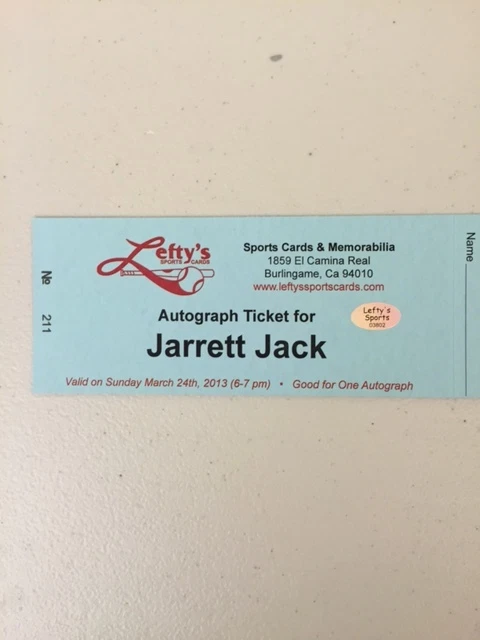 Lefty's
SPORTS CARDS
Sports Cards & Memorabilia
1859 El Camina Real
Burlingame, Ca 94010
www.leftyssportscards.com
Lefty's
Sports
03802
Autograph Ticket for
Jarrett Jack
Valid on Sunday March 24th, 2013 (6-7 pm) • Good for One Autograph
№ 211
Name